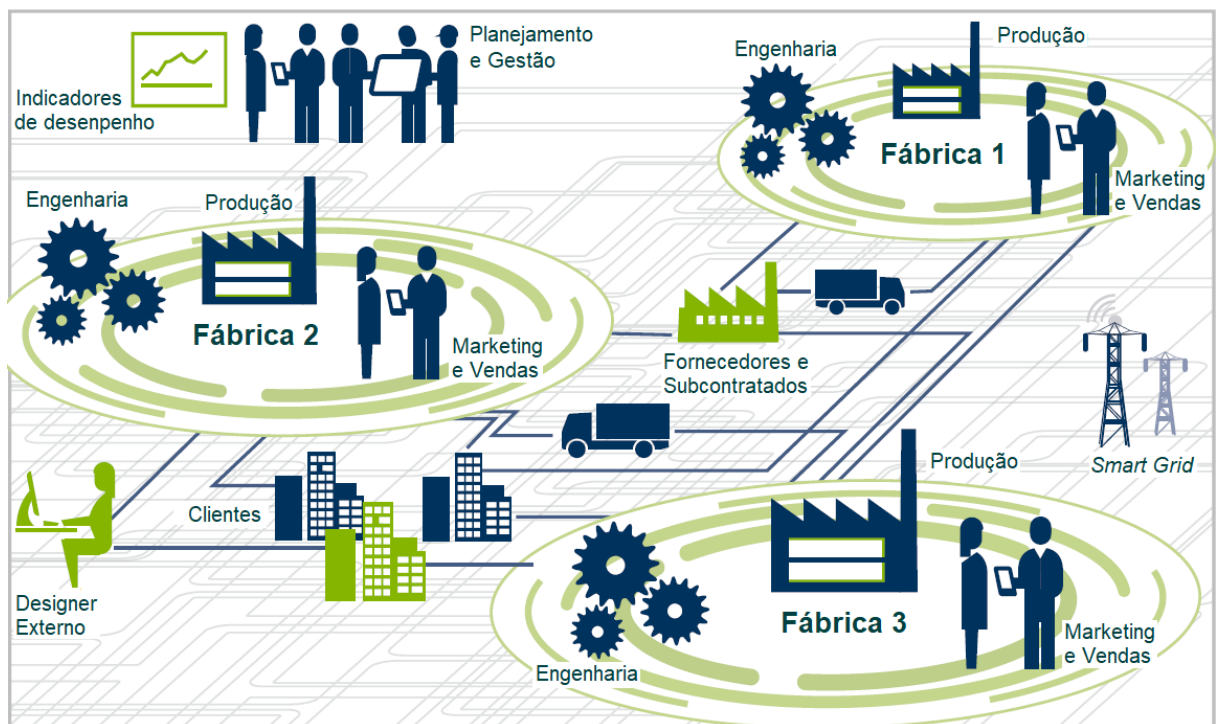 Planejamento
e Gestão
Indicadores
de desenpenho
Engenharia
Produção
Fábrica 1
Marketing
e Vendas
Engenharia
Produção
Fábrica 2
Marketing
e Vendas
Fornecedores e
Subcontratados
Smart Grid
Clientes
Designer
Externo
Produção
Fábrica 3
Engenharia
Marketing
e Vendas